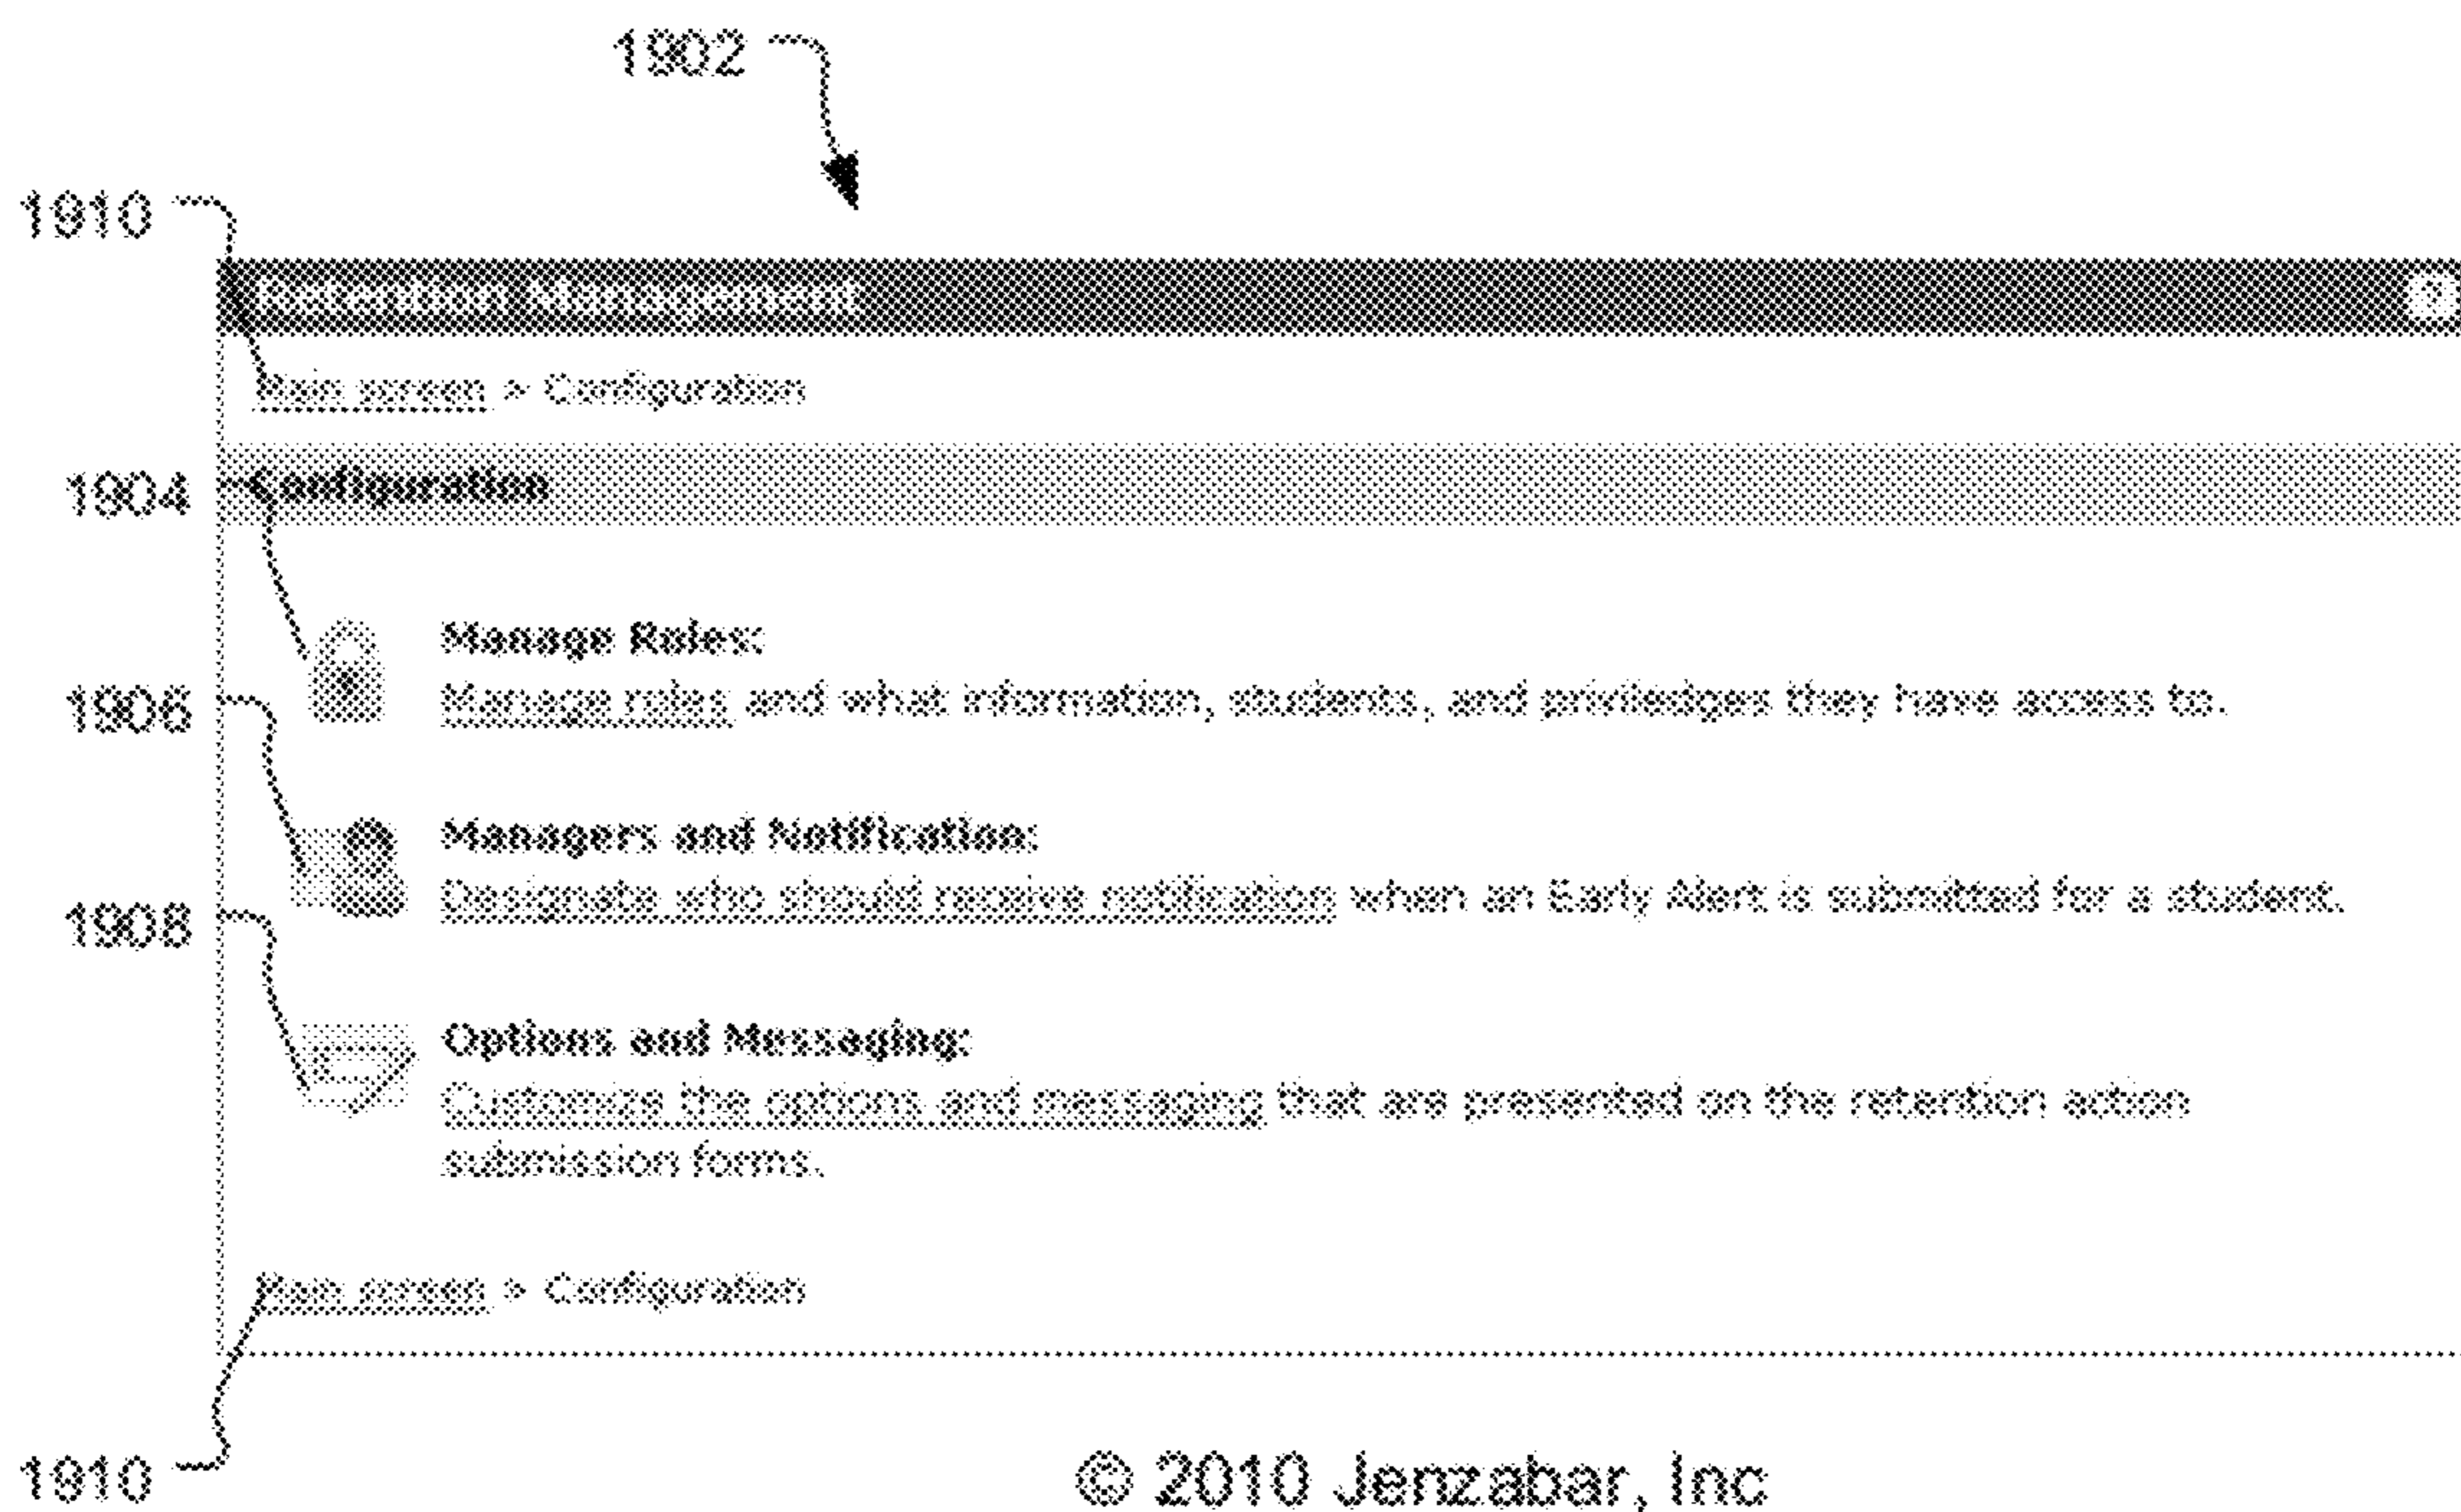 1902
1910
Retention Management
Main screen > Configuration
1904
Configuration
Manage Roles:
1906
Manage roles and what information, students, and priviledges they have access to.
Managers and Notification:
1908
Designate who should receive notification when an Early Alert is submitted for a student.
Options and Messaging:
Customize the options and messaging that are presented on the retention action
submission forms.
Main screen > Configuration
1910
© 2010 Jenzabar, Inc